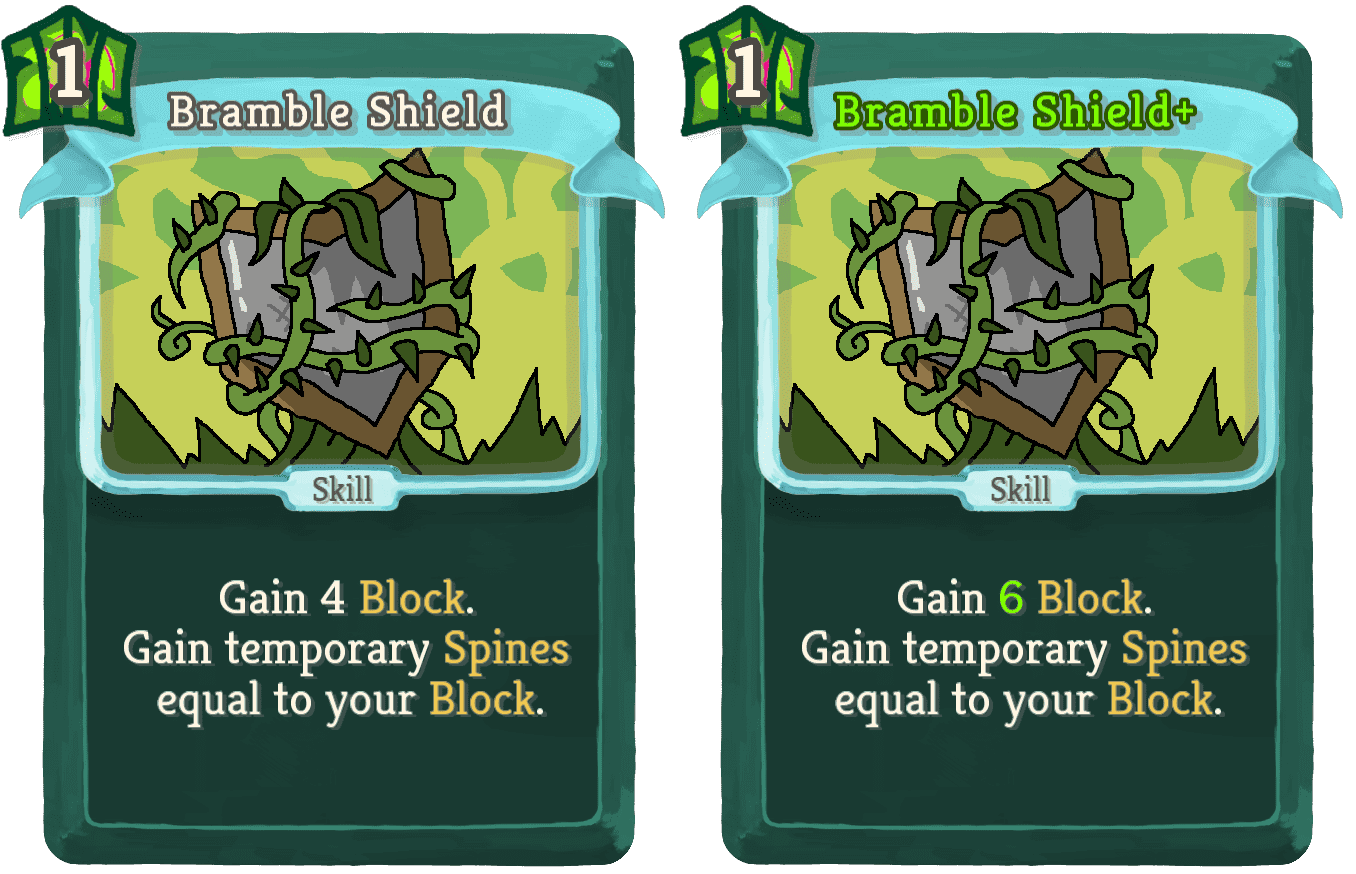 1
Bramble Shield
Skill
Gain 4 Block.
Gain temporary Spines
equal to your Block.
1
Bramble Shield+
Skill
Gain 6 Block.
Gain temporary Spines
equal to your Block.